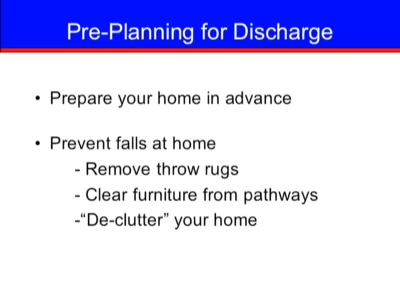 Pre-Planning for Discharge
• Prepare your home in advance
• Prevent falls at home
- Remove throw rugs
- Clear furniture from pathways
-“De-clutter” your home